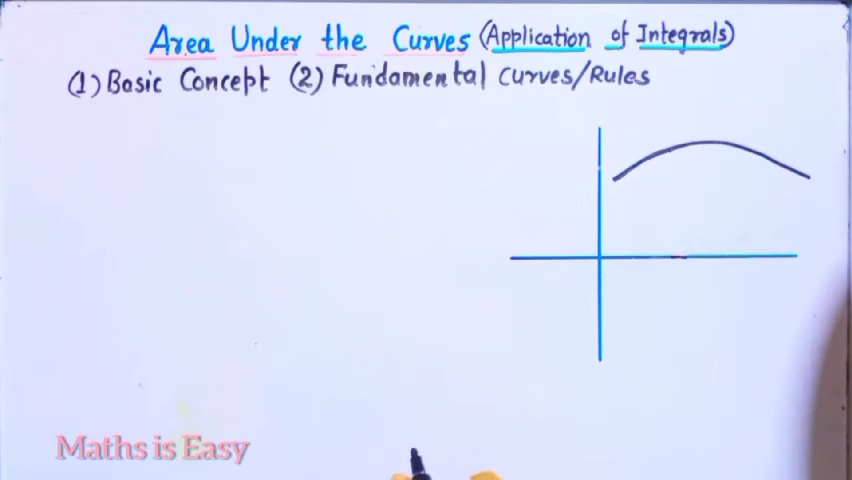 Area Under the Curves (Application of Integrals)
(1) Basic Concept (2) Fundamental Curves/Rules
Maths is Easy